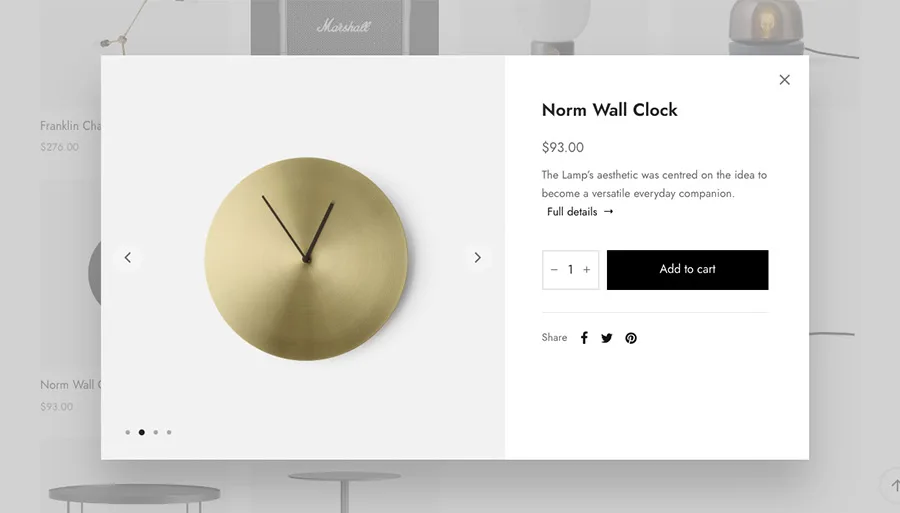 Marshall
Franklin Cha
$276.00
Norm Wall Clock
$93.00
The Lamp's aesthetic was centred on the idea to
become a versatile everyday companion.
Full details →
− 1 +
Add to cart
Share
Norm Wall C
$93.00